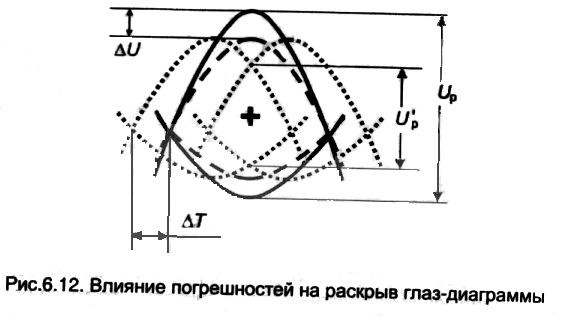 ΔU
U'р
Uр
ΔT
Рис.6.12. Влияние погрешностей на раскрыв глаз-диаграммы